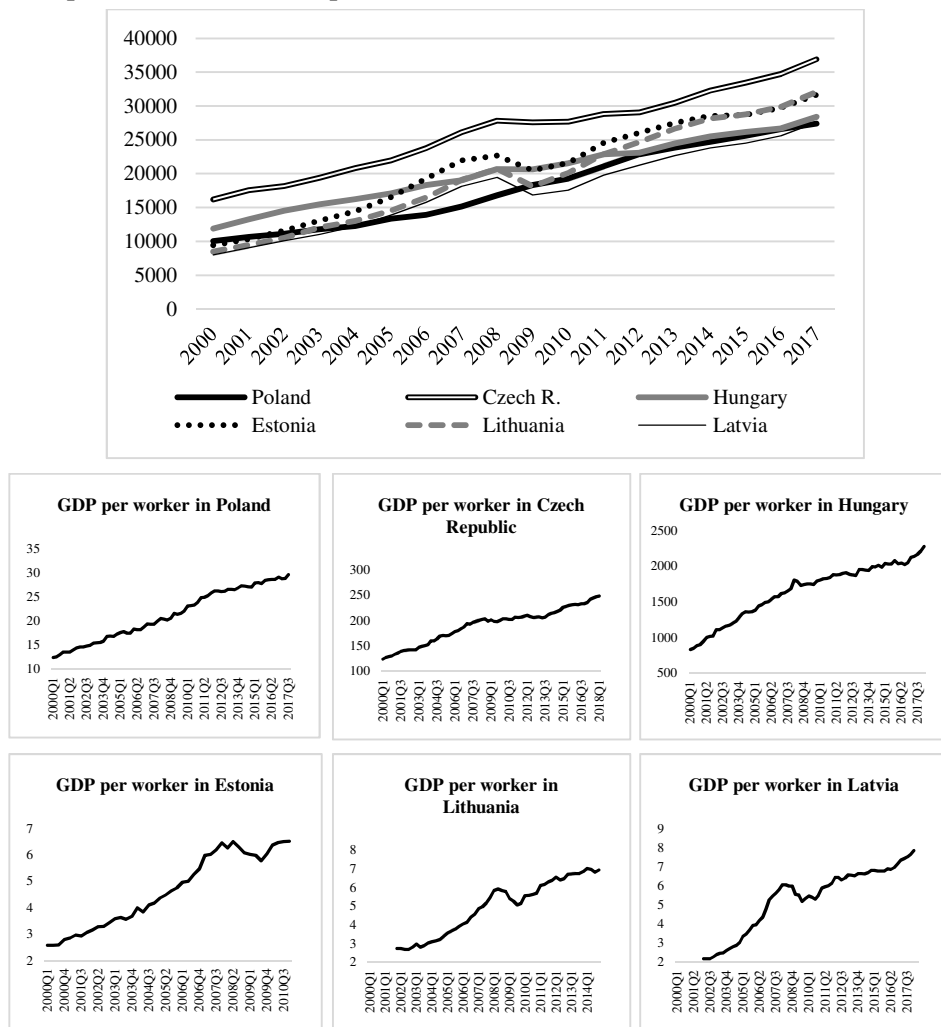 40000
35000
30000
25000
20000
15000
10000
5000
0
2000 2001 2002 2003 2004 2005 2006 2007 2008 2009 2010 2011 2012 2013 2014 2015 2016 2017
Poland Czech R. Hungary
Estonia Lithuania Latvia
GDP per worker in Poland
35
30
25
20
15
10
2000Q1 2001Q2 2002Q3 2003Q4 2005Q1 2006Q2 2007Q3 2008Q4 2010Q1 2011Q2 2012Q3 2013Q4 2015Q1 2016Q2 2017Q3
GDP per worker in Czech
Republic
300
250
200
150
100
2000Q1 2001Q3 2003Q1 2004Q3 2006Q1 2007Q3 2009Q1 2010Q3 2012Q1 2013Q3 2015Q1 2016Q3 2018Q1
GDP per worker in Hungary
2500
2000
1500
1000
500
2000Q1 2001Q2 2002Q3 2003Q4 2005Q1 2006Q2 2007Q3 2008Q4 2010Q1 2011Q2 2012Q3 2013Q4 2015Q1 2016Q2 2017Q3
GDP per worker in Estonia
7
6
5
4
3
2
2000Q1 2000Q4 2001Q3 2002Q2 2003Q1 2003Q4 2004Q3 2005Q2 2006Q1 2006Q4 2007Q3 2008Q2 2009Q1 2009Q4 2010Q3
GDP per worker in
Lithuania
8
7
6
5
4
3
2
2000Q1 2001Q1 2002Q1 2003Q1 2004Q1 2005Q1 2006Q1 2007Q1 2008Q1 2009Q1 2010Q1 2011Q1 2012Q1 2013Q1 2014Q1
GDP per worker in Latvia
9
8
7
6
5
4
3
2
2000Q1 2001Q2 2002Q3 2003Q4 2005Q1 2006Q2 2007Q3 2008Q4 2010Q1 2011Q2 2012Q3 2013Q4 2015Q1 2016Q2 2017Q3